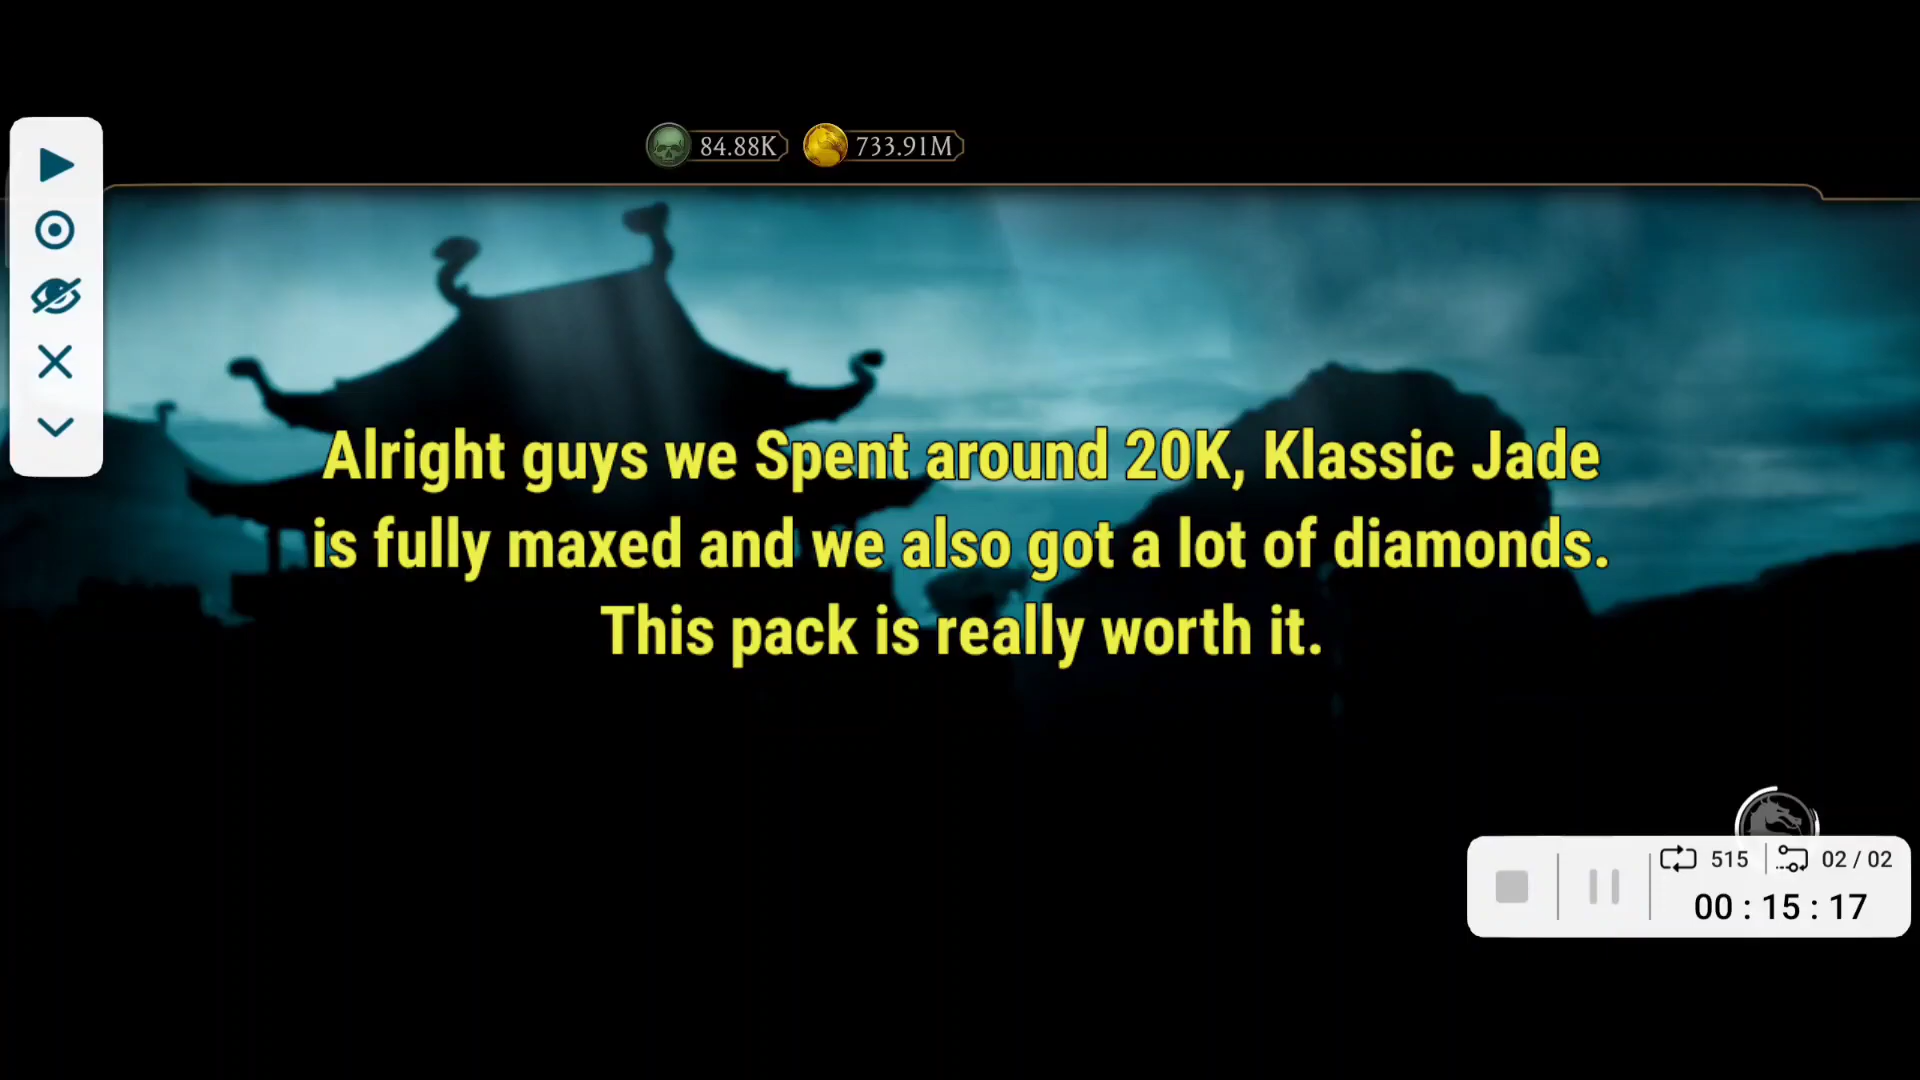 84.88K 733.91M
Alright guys we Spent around 20K, Klassic Jade
is fully maxed and we also got a lot of diamonds.
This pack is really worth it.
515 02 / 02
00 : 15 : 17